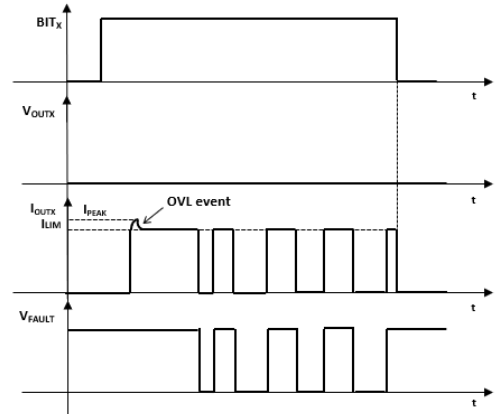 BITX
t
VOUTX
t
IOUTX
IPEAK
OVL event
ILIM
t
VFAULT
t